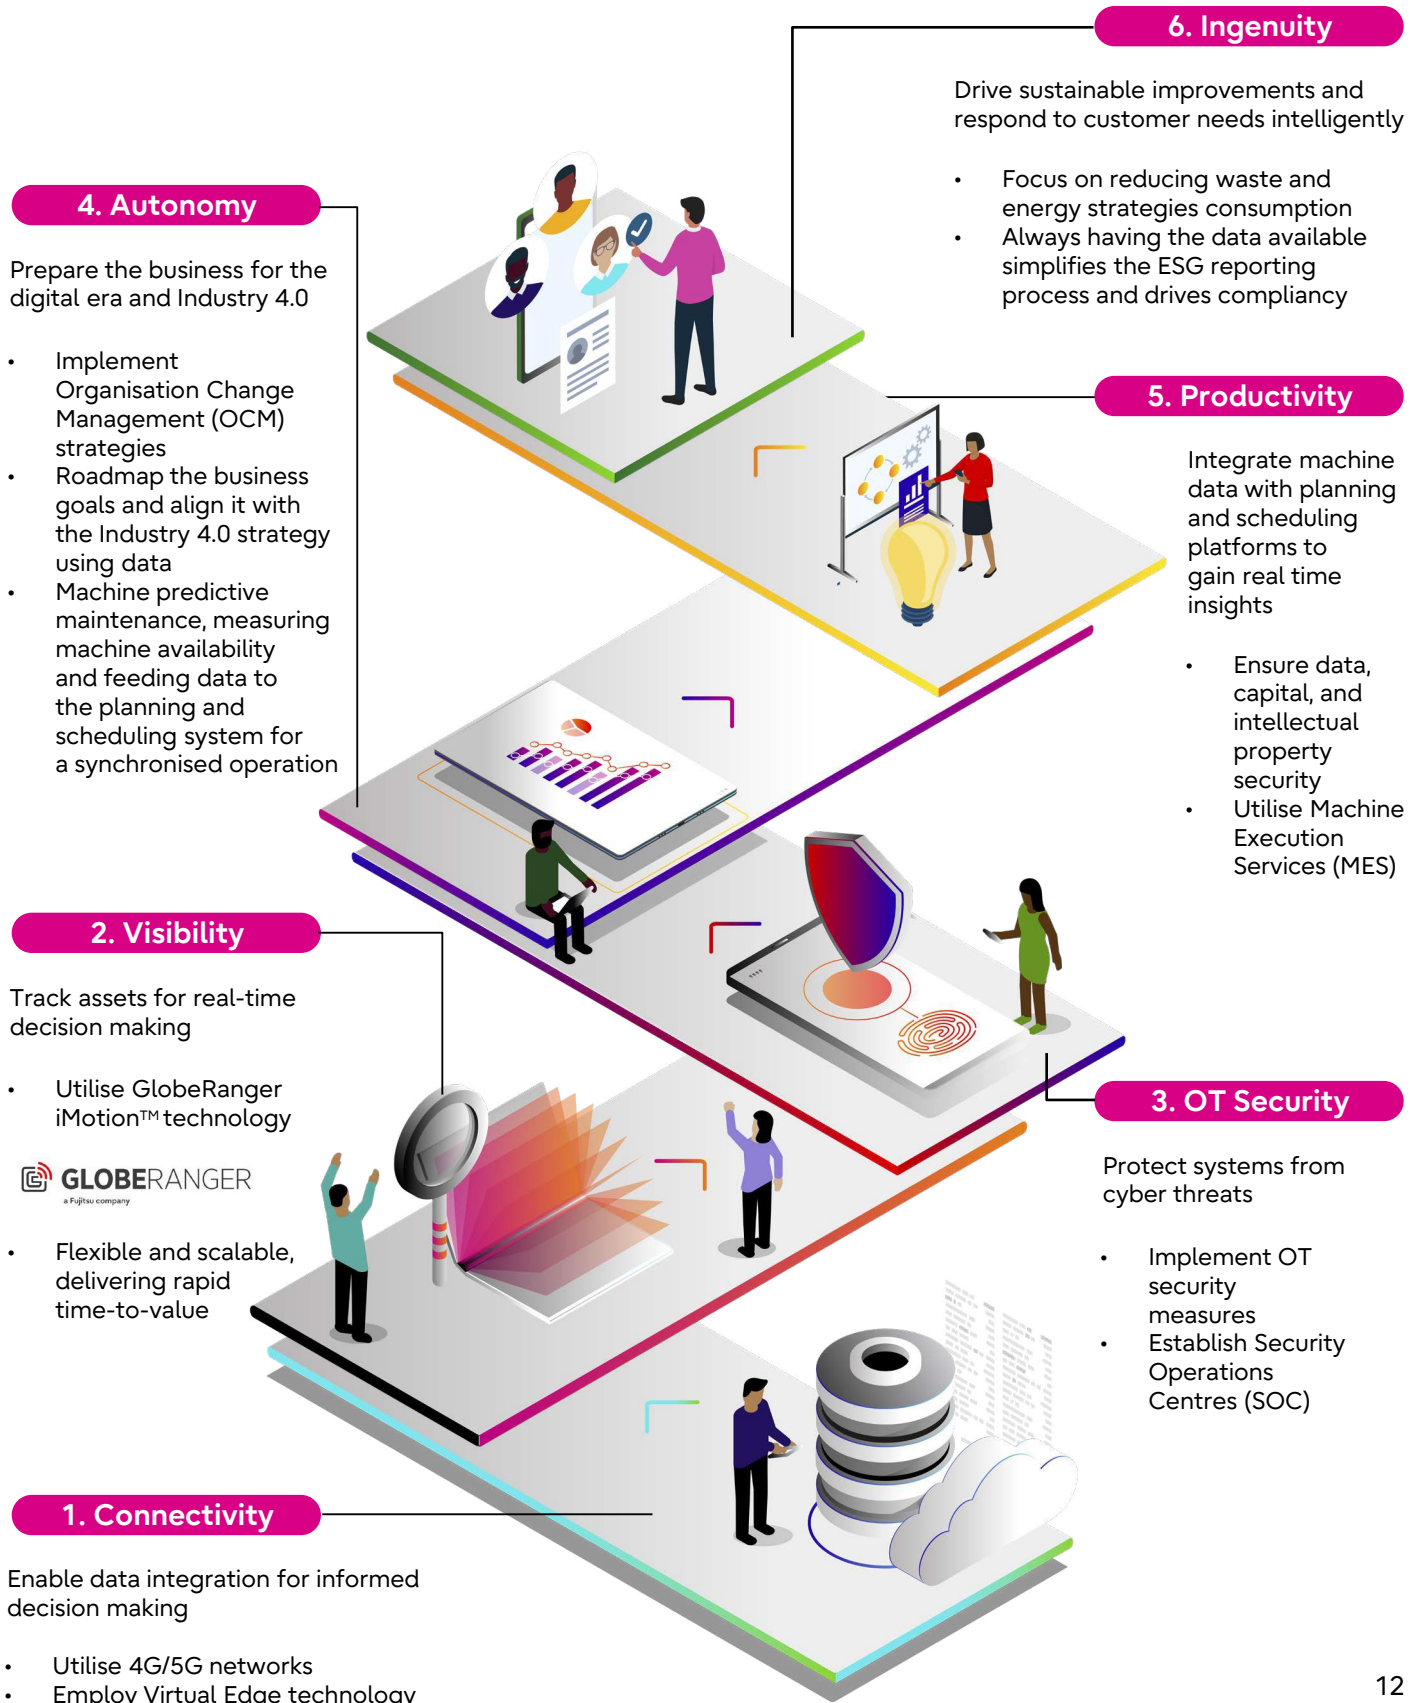 6. Ingenuity
Drive sustainable improvements and
respond to customer needs intelligently
• Focus on reducing waste and
energy strategies consumption
• Always having the data available
simplifies the ESG reporting
process and drives compliancy
4. Autonomy
Prepare the business for the
digital era and Industry 4.0
• Implement
Organisation Change
Management (OCM)
strategies
• Roadmap the business
goals and align it with
the Industry 4.0 strategy
using data
• Machine predictive
maintenance, measuring
machine availability
and feeding data to
the planning and
scheduling system for
a synchronised operation
5. Productivity
Integrate machine
data with planning
and scheduling
platforms to
gain real time
insights
• Ensure data,
capital, and
intellectual
property
security
• Utilise Machine
Execution
Services (MES)
2. Visibility
Track assets for real-time
decision making
• Utilise GlobeRanger
iMotion™ technology
GLOBERANGER
a Fujitsu company
• Flexible and scalable,
delivering rapid
time-to-value
3. OT Security
Protect systems from
cyber threats
• Implement OT
security
measures
• Establish Security
Operations
Centres (SOC)
1. Connectivity
Enable data integration for informed
decision making
• Utilise 4G/5G networks
• Employ Virtual Edge technology
12